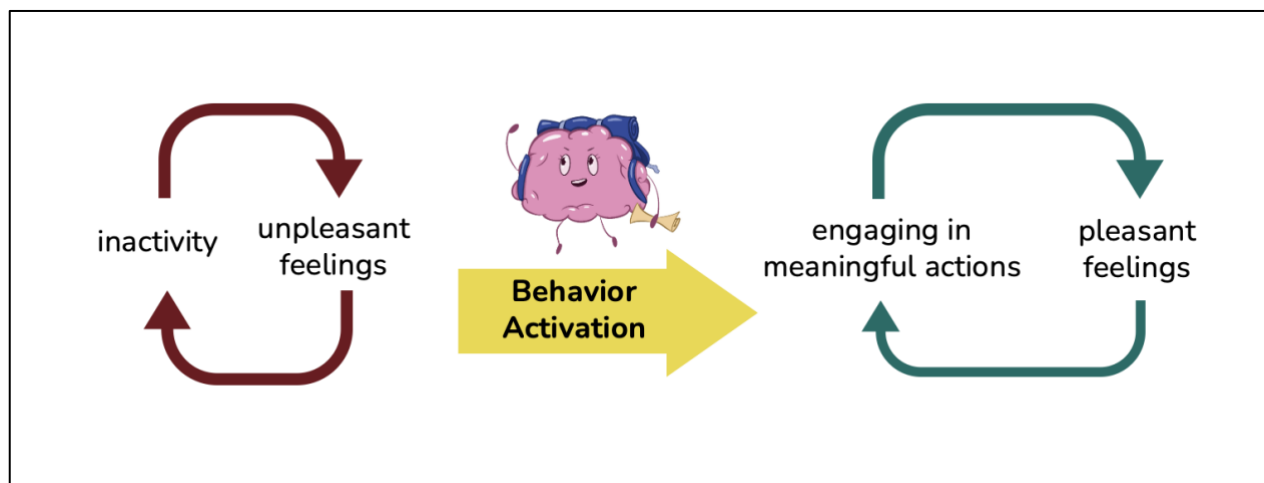 inactivity
unpleasant
feelings
Behavior
Activation
engaging in
meaningful actions
pleasant
feelings